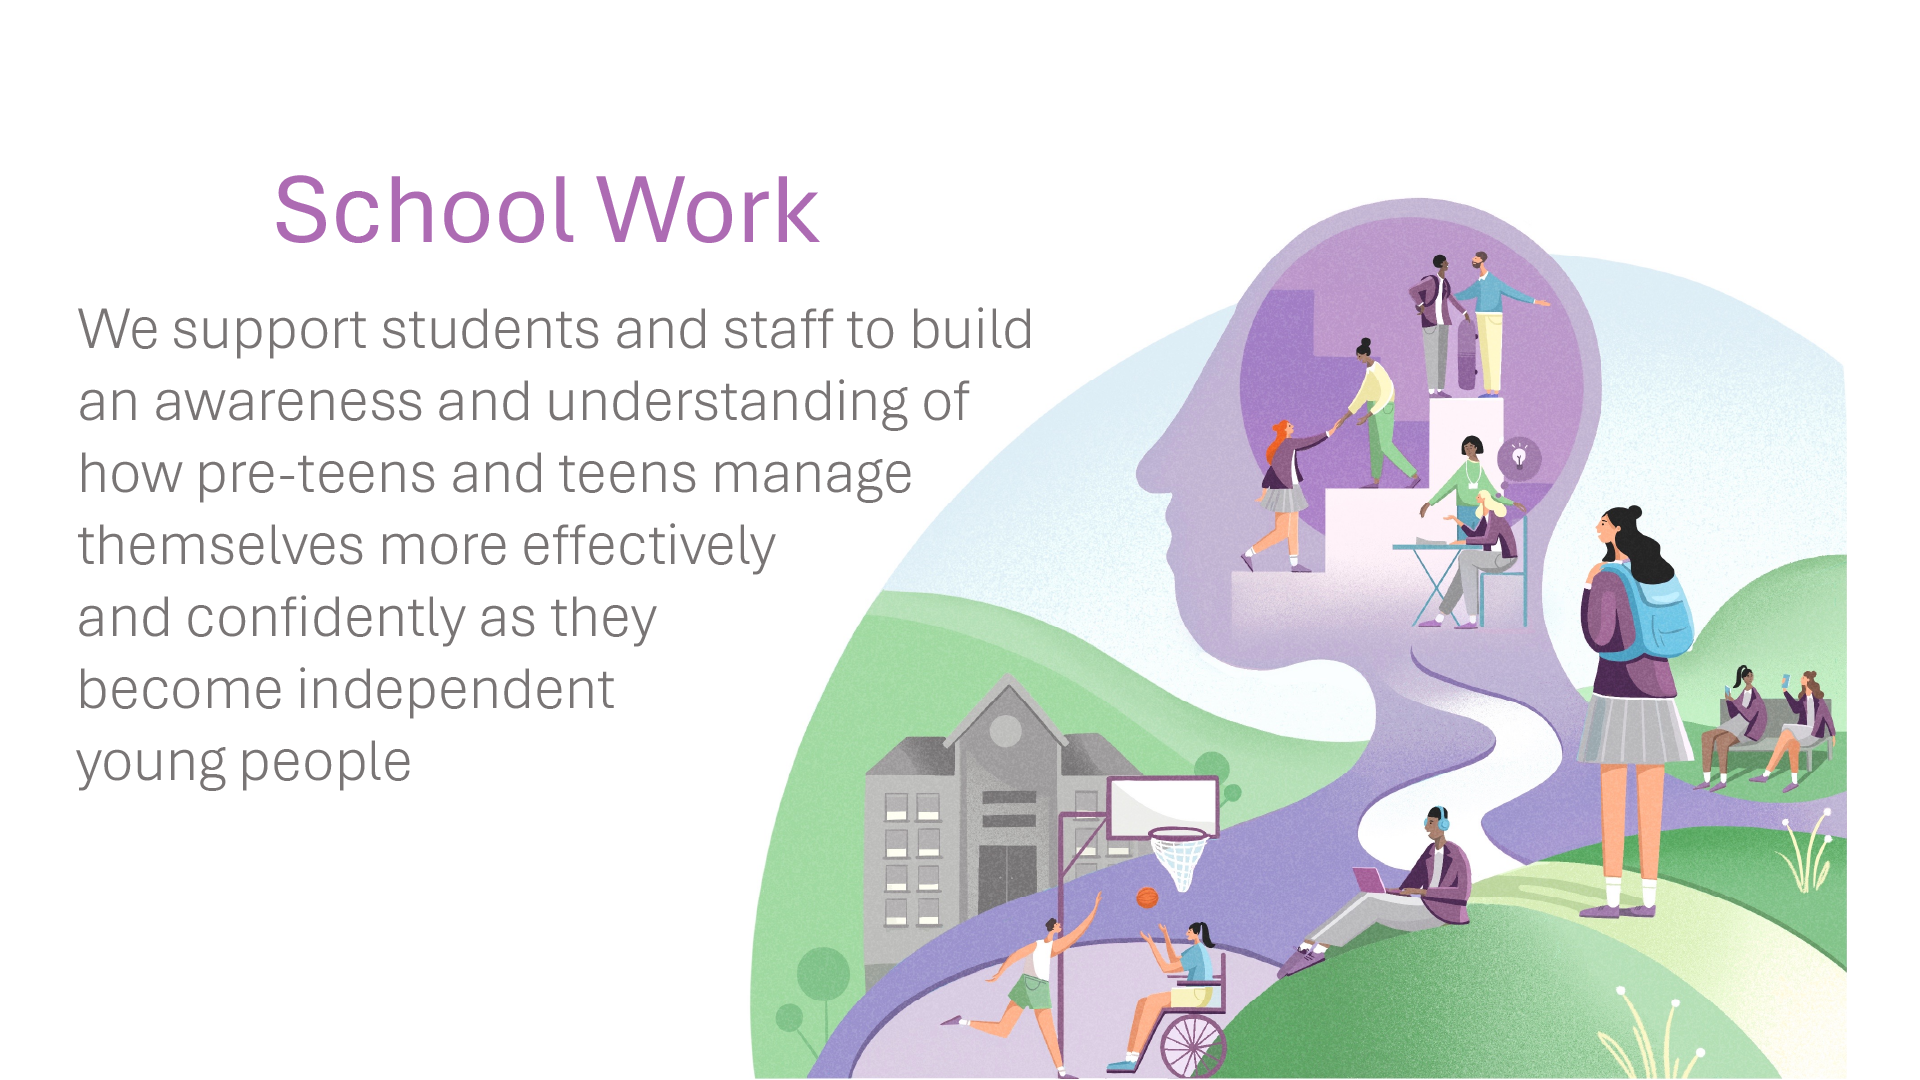 School Work
We support students and staff to build
an awareness and understanding of
how pre-teens and teens manage
themselves more effectively
and confidently as they
become independent
young people